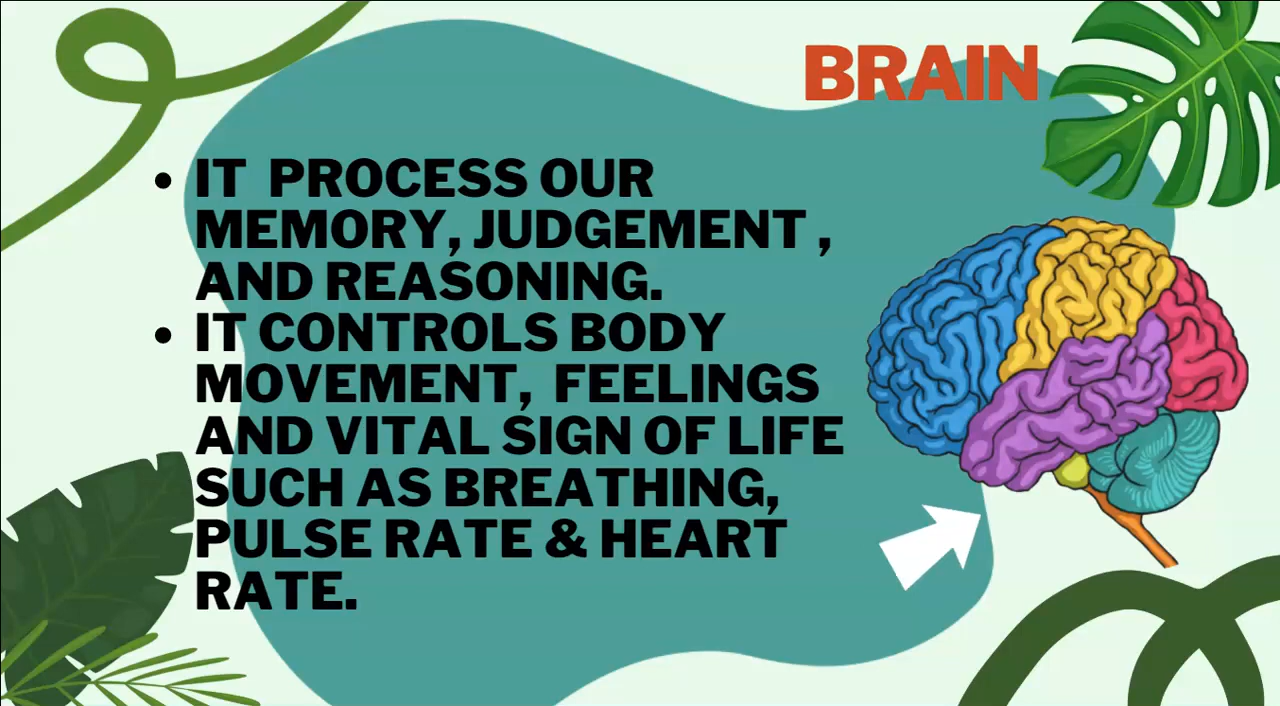 BRAIN
• IT PROCESS OUR
MEMORY, JUDGEMENT ,
AND REASONING.
• IT CONTROLS BODY
MOVEMENT, FEELINGS
AND VITAL SIGN OF LIFE
SUCH AS BREATHING,
PULSE RATE & HEART
RATE.